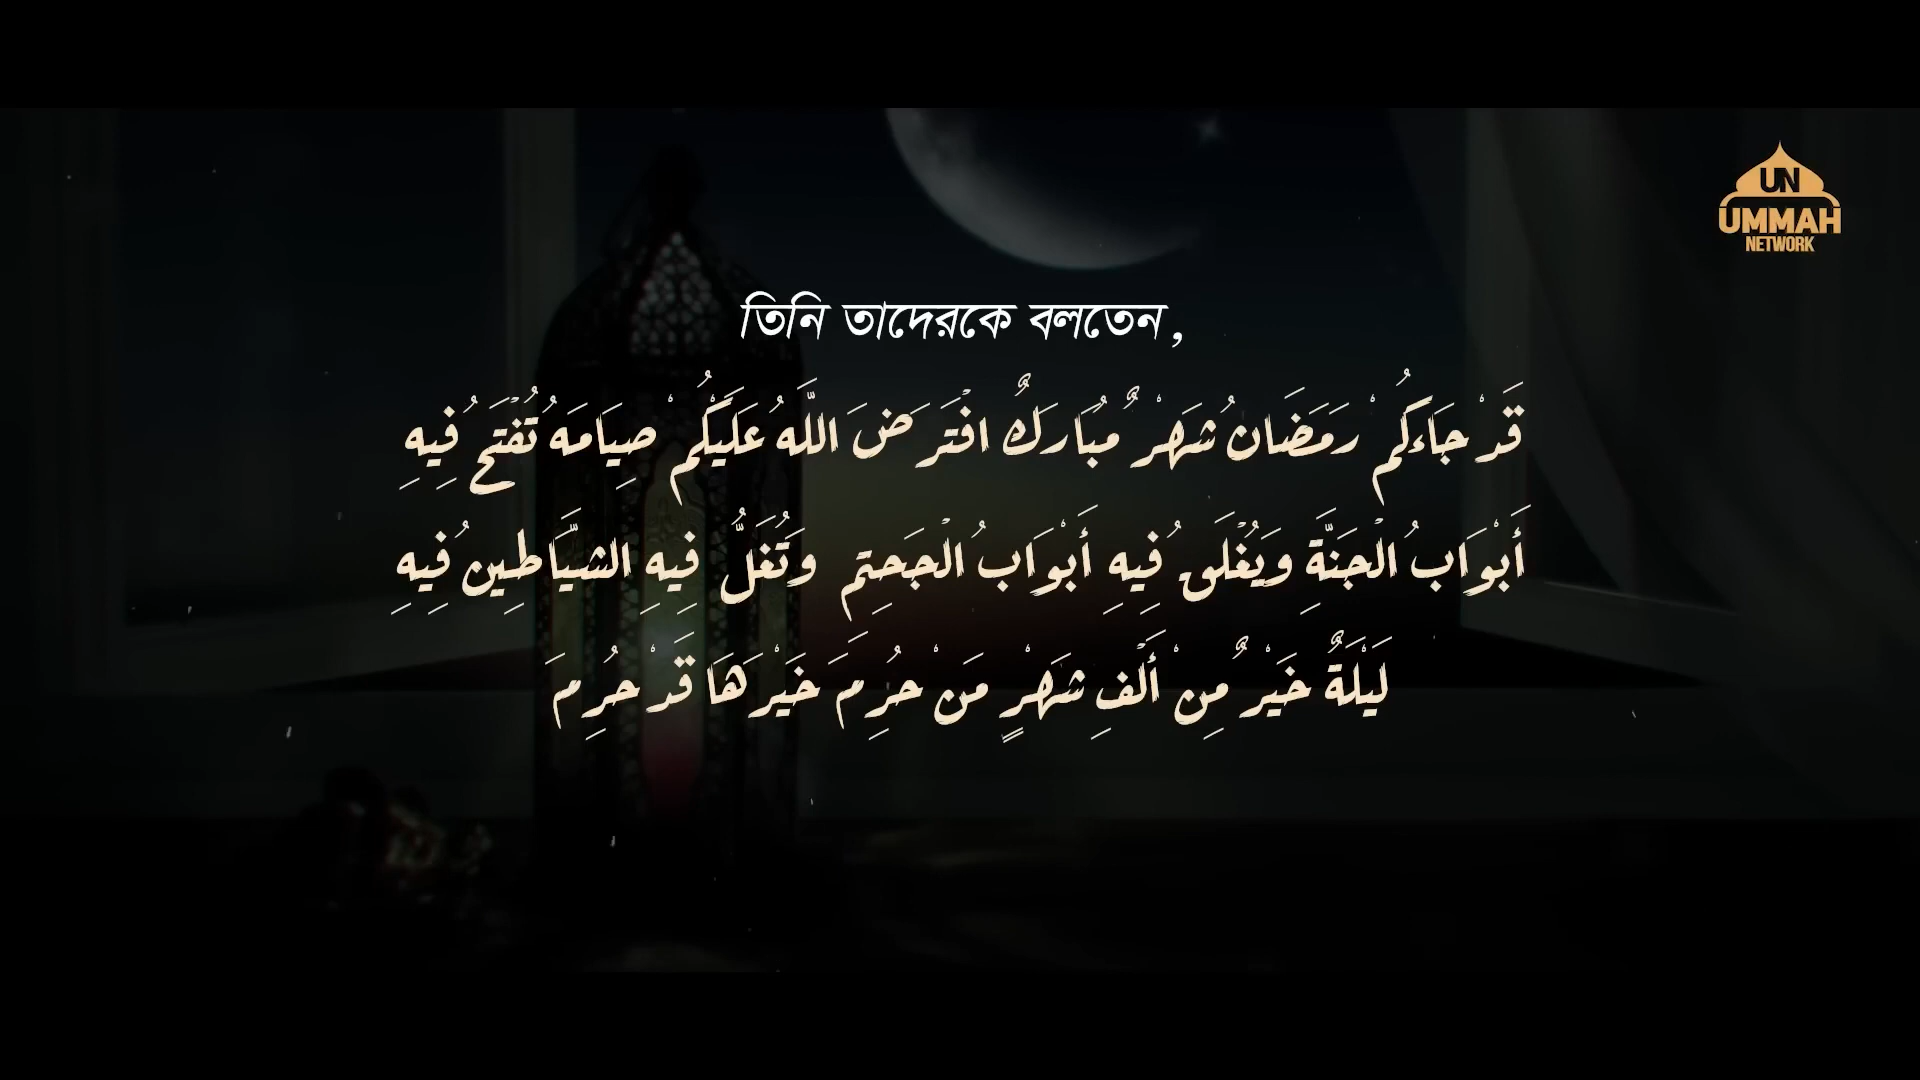 UN
UMMAH
NETWORK
তিনি তাদেরকে বলতেন,
قَدْ جَاءَكُمْ رَمَضَانُ شَهْرٌ مُبَارَكٌ افْتَرَضَ اللَّهُ عَلَيْكُمْ صِيَامَهُ تُفْتَحُ فِيهِ
أَبْوَابُ الْجَنَّةِ وَيُغْلَقُ فِيهِ أَبْوَابُ الْجَحِيمِ وَتُغَلُّ فِيهِ الشَّيَاطِينُ فِيهِ
لَيْلَةٌ خَيْرٌ مِنْ أَلْفِ شَهْرٍ مَنْ حُرِمَ خَيْرَهَا قَدْ حُرِمَ